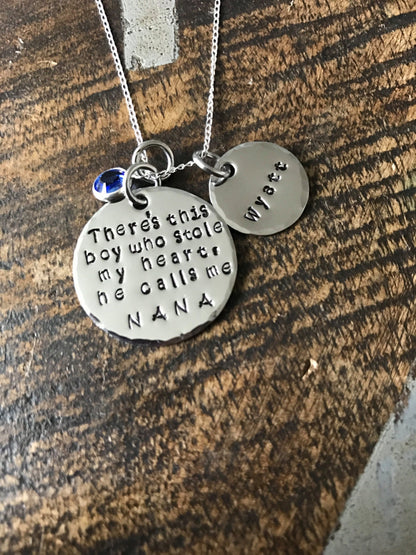 There's this
boy who stole
my heart,
he calls me
NANA
Wyatt